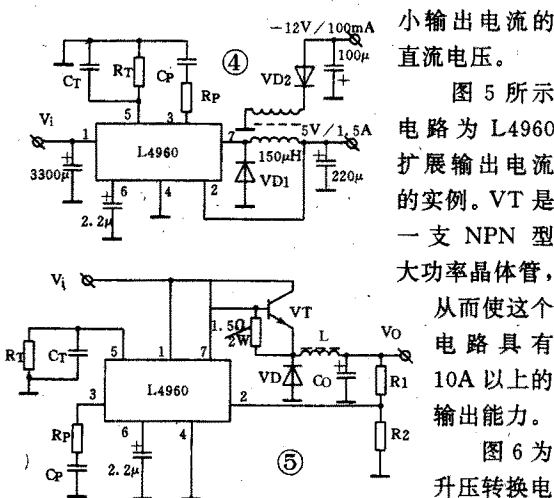 小输出电流的
直流电压。
图 5 所示
电路为 L4960
扩展输出电流
的实例。VT 是
一支 NPN 型
大功率晶体管，
从而使这个
电路具有
10A 以上的
输出能力。
图 6 为
升压转换电
④
-12V/100mA
100μ
+
VD2
CT
RT
CP
RP
5
3
Vi
1
L4960
7
5V/1.5A
150μH
VD1
+
220μ
+
3300μ
+
6
4
2
2.2μ
Vi
VT
1.5Ω
2W
L
VO
VD
+
CO
R1
R2
RT
CT
5
1
7
3
L4960
2
6
4
RP
CP
+
2.2μ
⑤